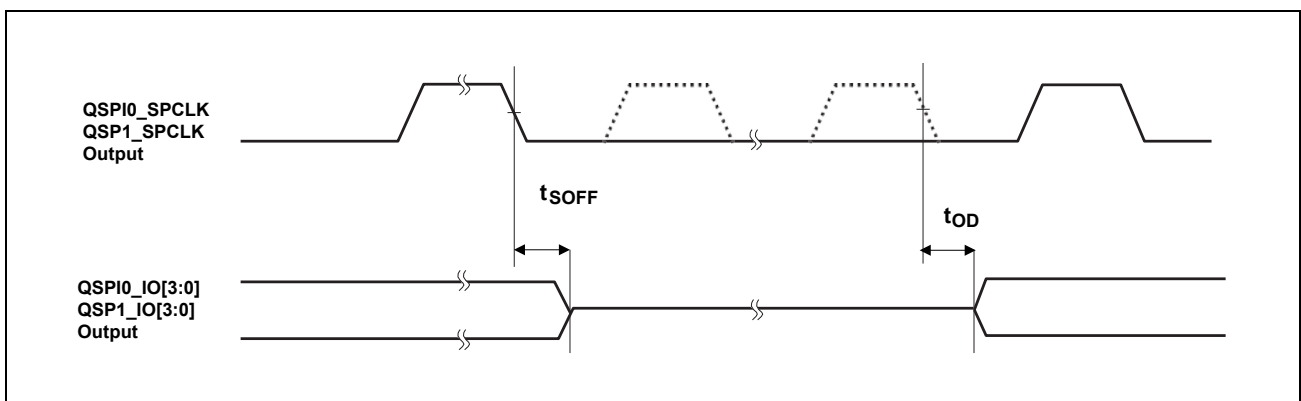 QSPI0_SPCLK
QSP1_SPCLK
Output
tSOFF
tOD
QSPI0_IO[3:0]
QSP1_IO[3:0]
Output